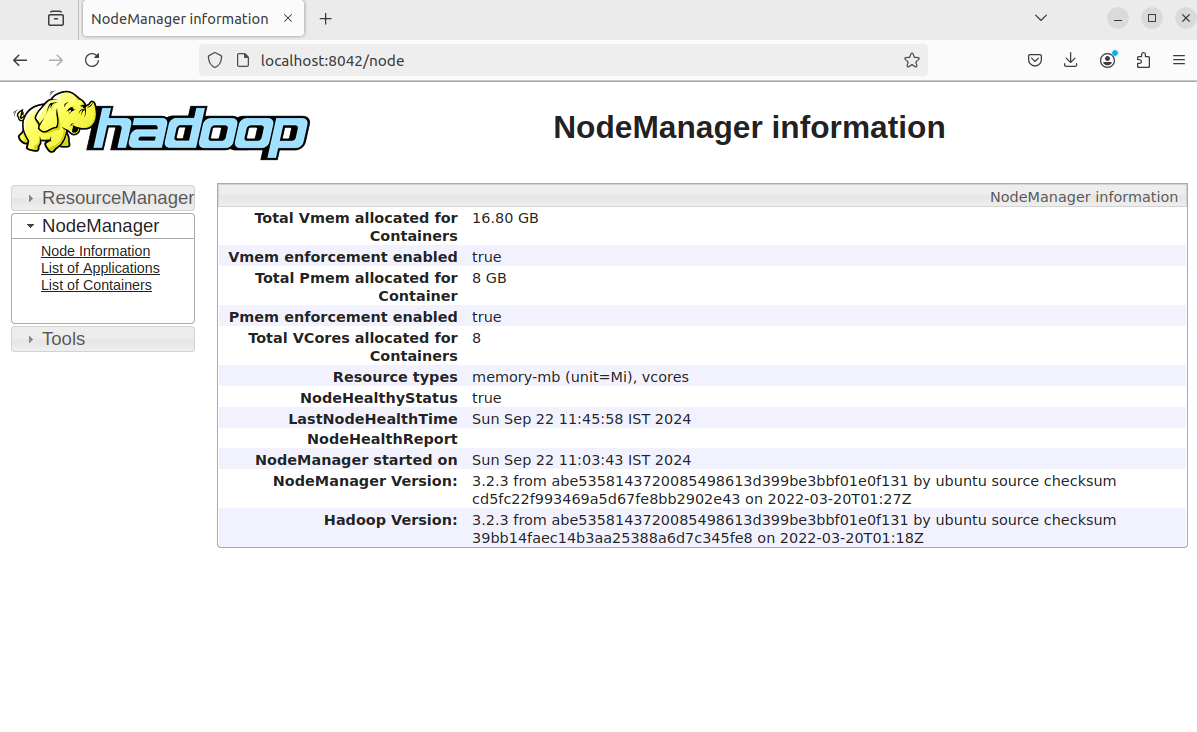 NodeManager information
localhost:8042/node
hadoop
NodeManager information
ResourceManager
NodeManager
Node Information
List of Applications
List of Containers
Tools
NodeManager information
Total Vmem allocated for 16.80 GB
Containers
Vmem enforcement enabled true
Total Pmem allocated for 8 GB
Container
Pmem enforcement enabled true
Total VCores allocated for 8
Containers
Resource types memory-mb (unit=Mi), vcores
NodeHealthyStatus true
LastNodeHealthTime Sun Sep 22 11:45:58 IST 2024
NodeHealthReport
NodeManager started on Sun Sep 22 11:03:43 IST 2024
NodeManager Version: 3.2.3 from abe5358143720085498613d399be3bbf01e0f131 by ubuntu source checksum
cd5fc22f993469a5d67fe8bb2902e43 on 2022-03-20T01:27Z
Hadoop Version: 3.2.3 from abe5358143720085498613d399be3bbf01e0f131 by ubuntu source checksum
39bb14faec14b3aa25388a6d7c345fe8 on 2022-03-20T01:18Z